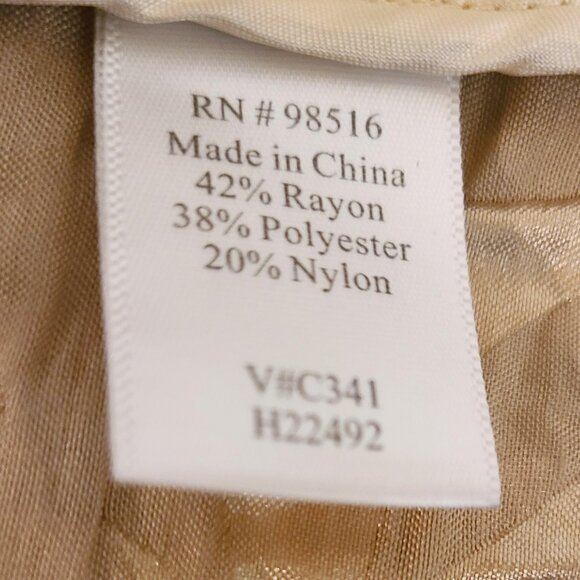 RN # 98516
Made in China
42% Rayon
38% Polyester
20% Nylon
V#C341
H22492